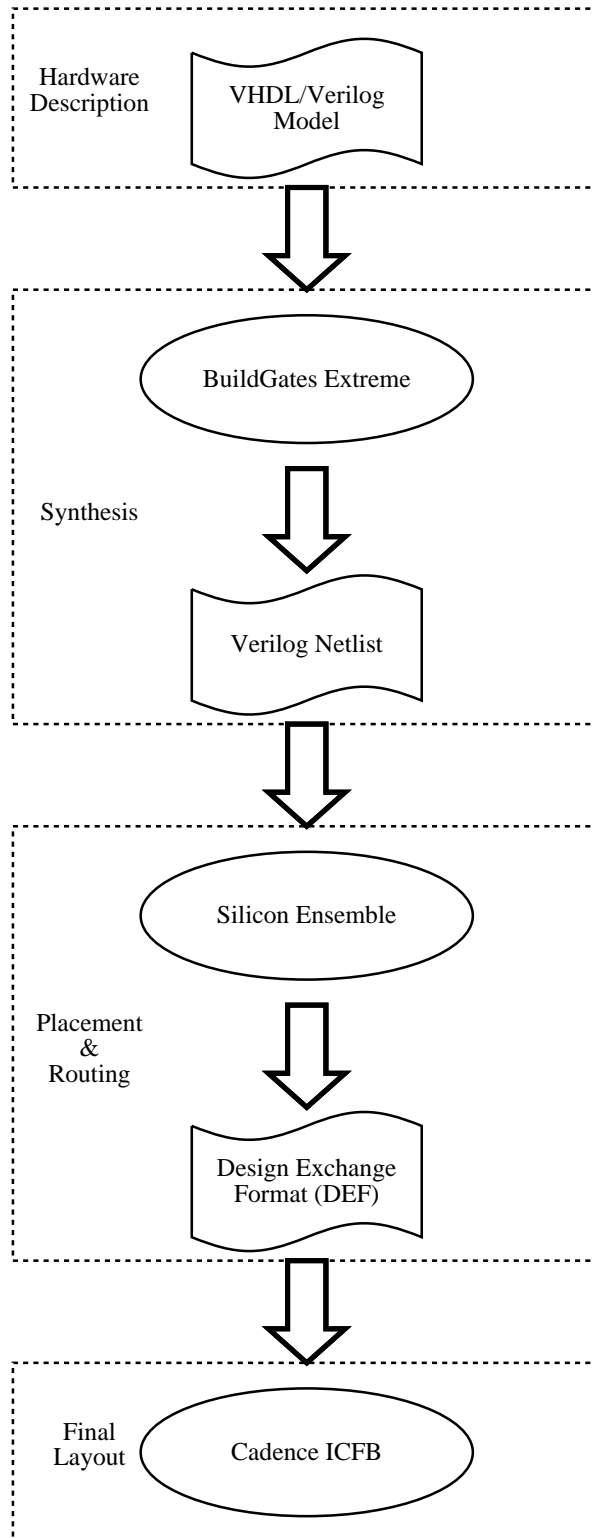 Hardware
Description
VHDL/Verilog
Model
BuildGates Extreme
Synthesis
Verilog Netlist
Silicon Ensemble
Placement
&
Routing
Design Exchange
Format (DEF)
Final
Layout
Cadence ICFB